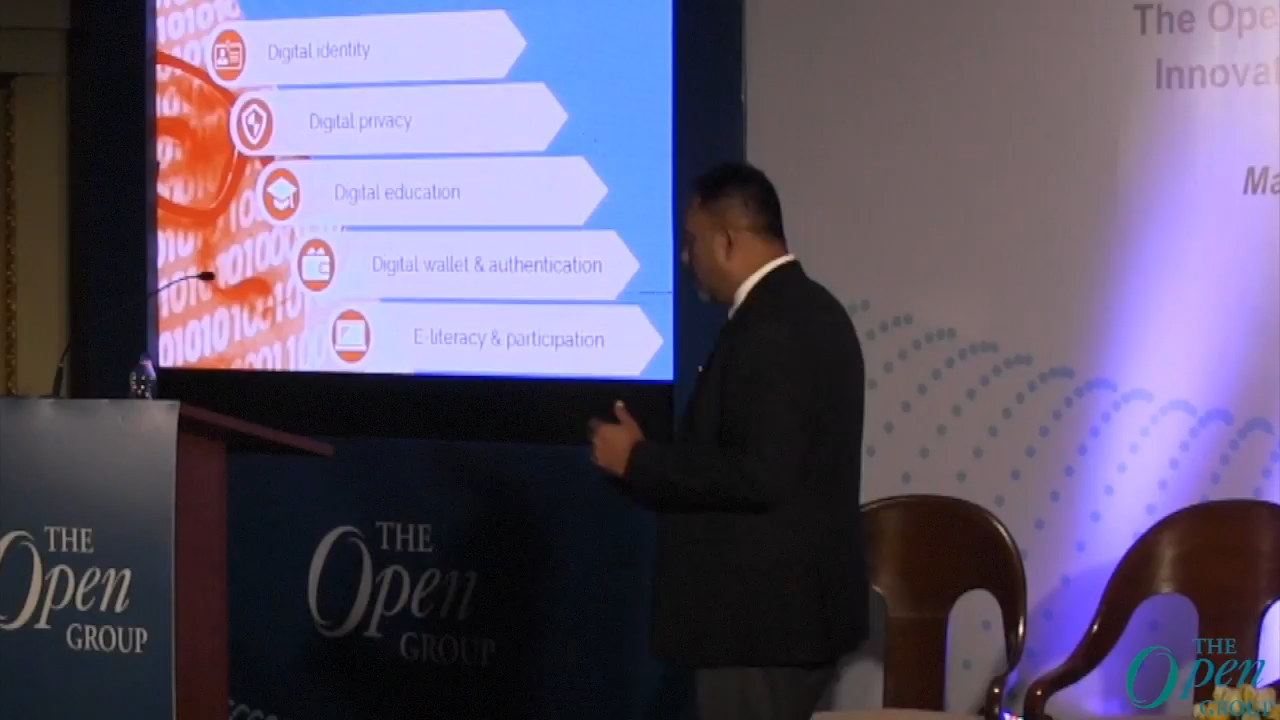 Digital identity
Digital privacy
Digital education
Digital wallet & authentication
E-literacy & participation
The Ope
Innova
Ma
THE
Open
GROUP
THE
Open
GROUP
THE
Open
GROUP